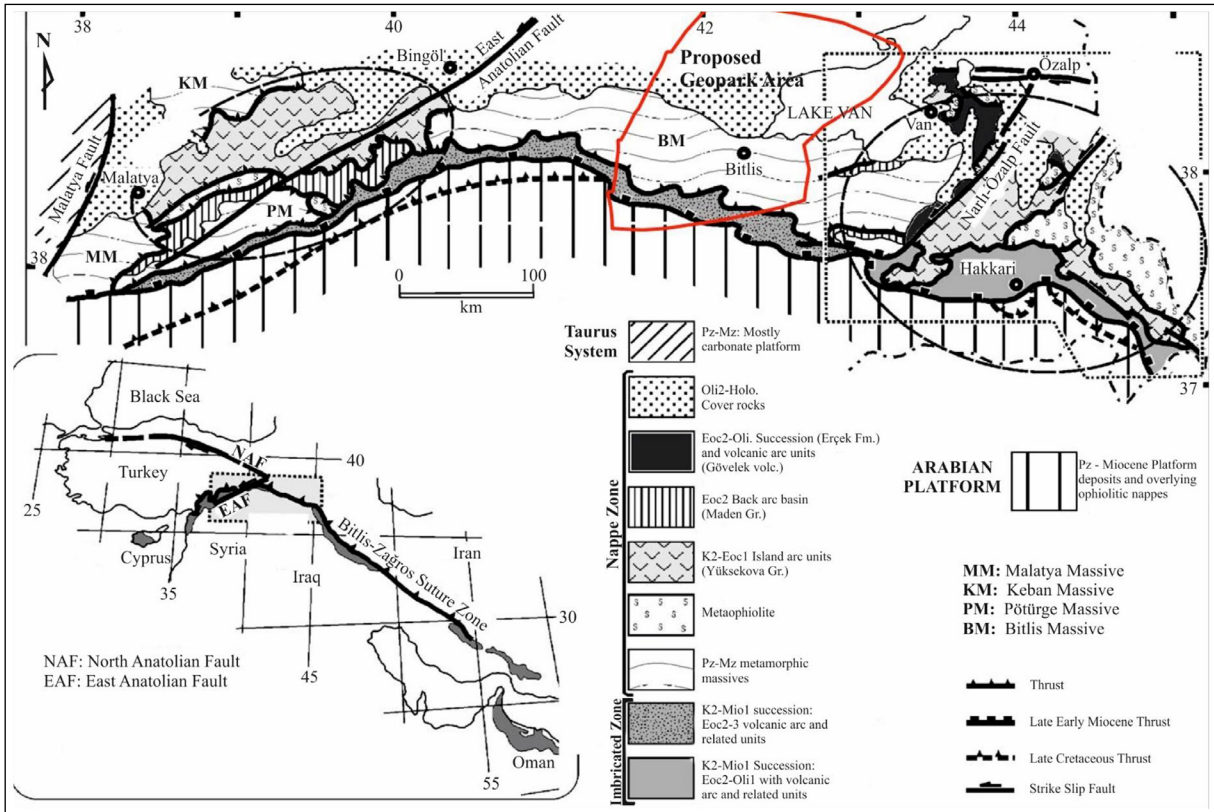 38
40
42
44
N
Bingöl
East
Anatolian Fault
Proposed
Geopark Area
Özalp
KM
LAKE VAN
Van
BM
Bitlis
Malatya Fault
Malatya
Narlı-Özalp Fault
38
PM
MM
38
0
100
km
Hakkari
37
Taurus
System
Pz-Mz: Mostly
carbonate platform
Nappe Zone
Oli2-Holo.
Cover rocks
Eoc2-Oli. Succession (Erçek Fm.)
and volcanic arc units
(Gövelek volc.)
Eoc2 Back arc basin
(Maden Gr.)
K2-Eoc1 Island arc units
(Yüksekova Gr.)
Metaophiolite
Pz-Mz metamorphic
massives
Imbricated Zone
K2-Mio1 succession:
Eoc2-3 volcanic arc and
related units
K2-Mio1 Succession:
Eoc2-Oli1 with volcanic
arc and related units
ARABIAN
PLATFORM
Pz - Miocene Platform
deposits and overlying
ophiolitic nappes
MM: Malatya Massive
KM: Keban Massive
PM: Pötürge Massive
BM: Bitlis Massive
Thrust
Late Early Miocene Thrust
Late Cretaceous Thrust
Strike Slip Fault
Black Sea
NAF
40
Turkey
25
EAF
Cyprus
Syria
Bitlis-Zağros Suture Zone
Iran
35
Iraq
30
45
NAF: North Anatolian Fault
EAF: East Anatolian Fault
Oman
55